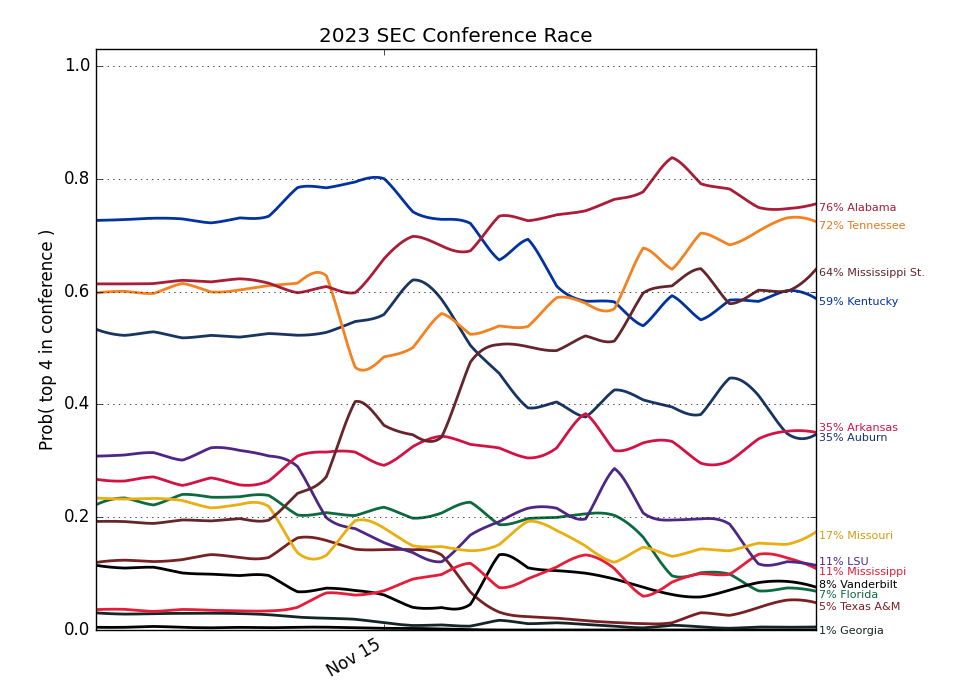 2023 SEC Conference Race
Prob( top 4 in conference )
1.0
0.8
0.6
0.4
0.2
0.0
Nov 15
76% Alabama
72% Tennessee
64% Mississippi St.
59% Kentucky
35% Arkansas
35% Auburn
17% Missouri
11% LSU
11% Mississippi
8% Vanderbilt
7% Florida
5% Texas A&M
1% Georgia